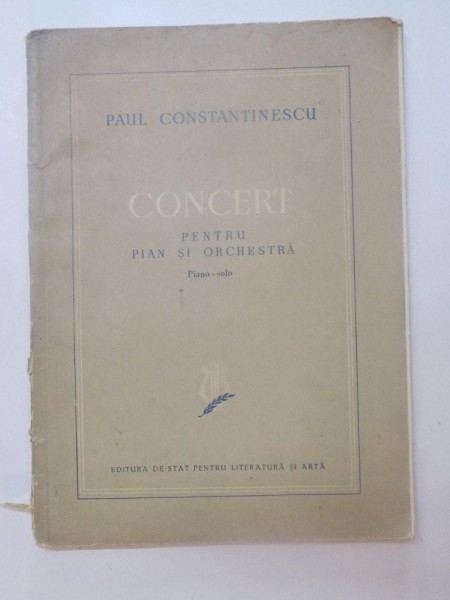 PAUL CONSTANTINESCU
CONCERT
PENTRU
PIAN ȘI ORCHESTRĂ
Piano - solo
EDITURA DE STAT PENTRU LITERATURĂ ȘI ARTĂ